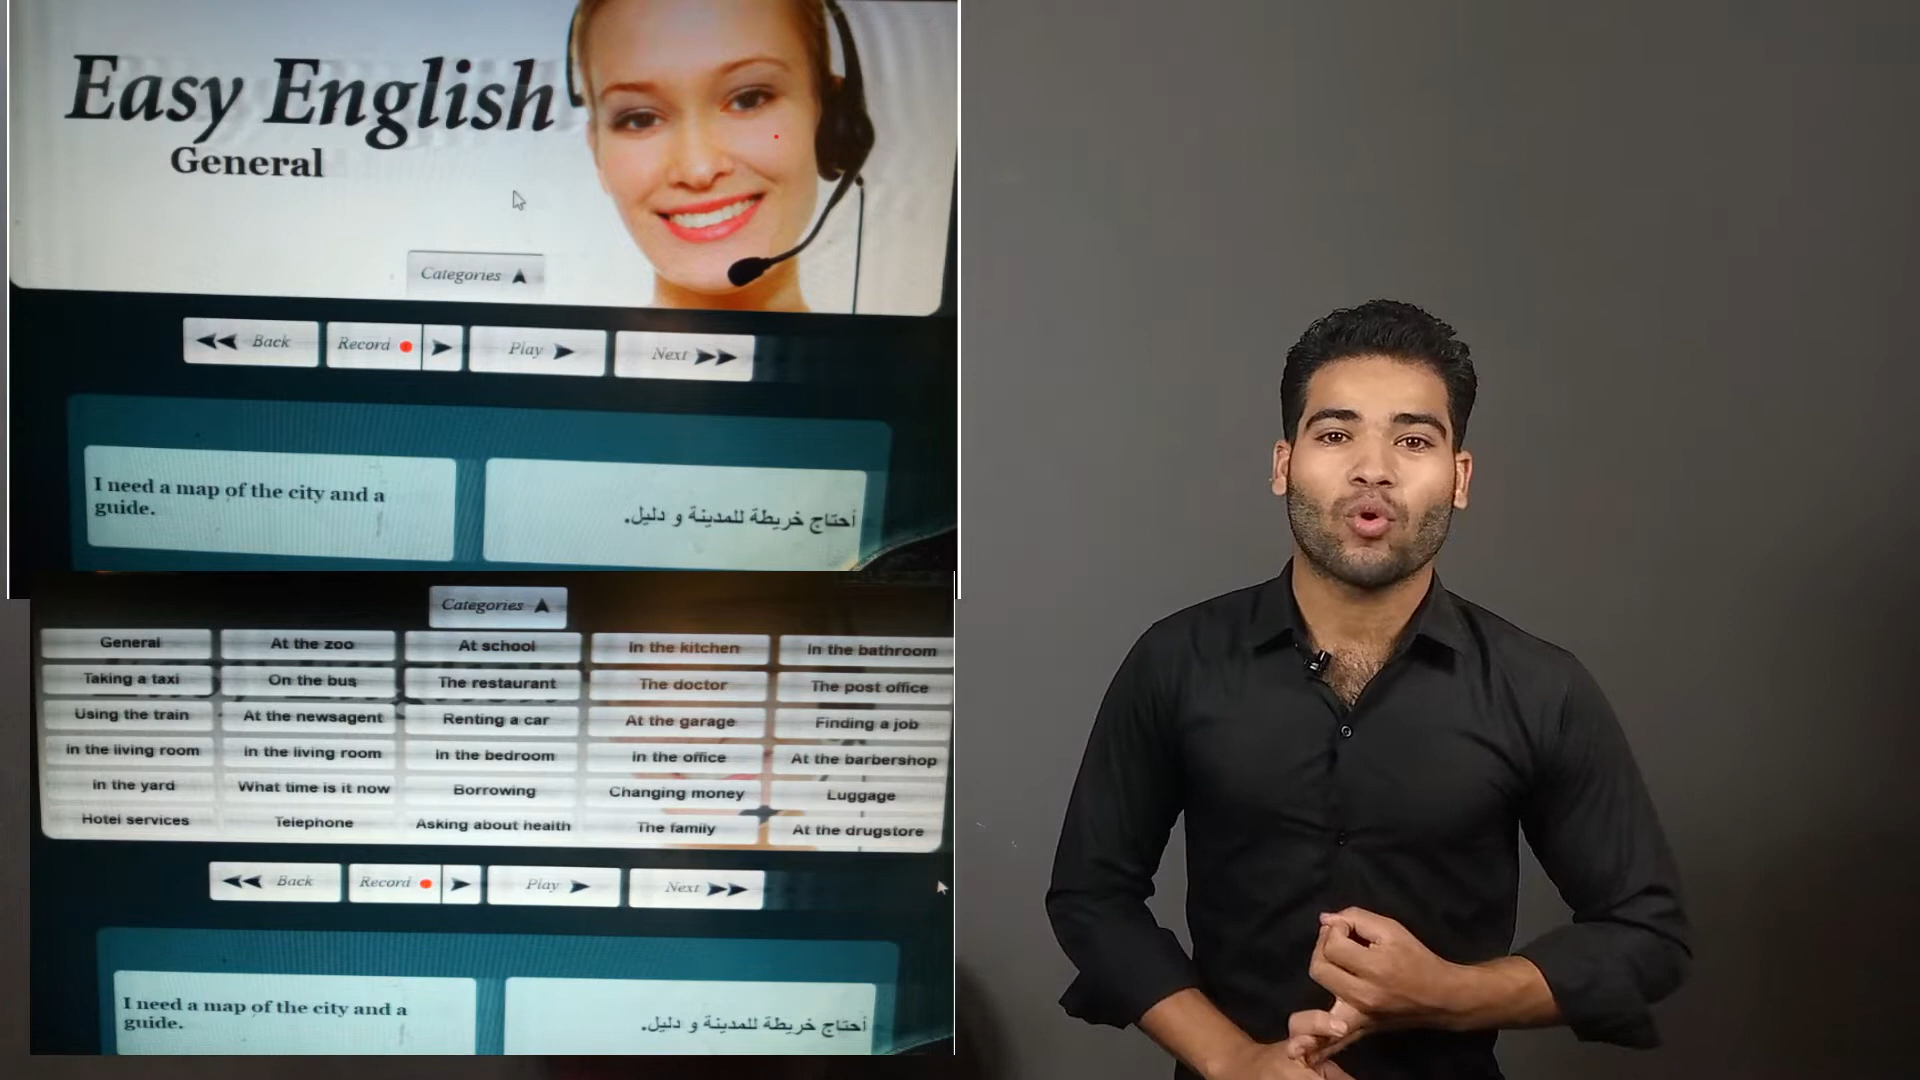 Easy English
General
Categories
Back
Record
Play
Next
I need a map of the city and a
guide.
أحتاج خريطة للمدينة و دليل.
Categories
General At the zoo At school In the kitchen In the bathroom
Taking a taxi On the bus The restaurant The doctor The post office
Using the train At the newsagent Renting a car At the garage Finding a job
in the living room in the living room in the bedroom in the office At the barbershop
in the yard What time is it now Borrowing Changing money Luggage
Hotel services Telephone Asking about health The family At the drugstore
Back
Record
Play
Next
I need a map of the city and a
guide.
أحتاج خريطة للمدينة و دليل.